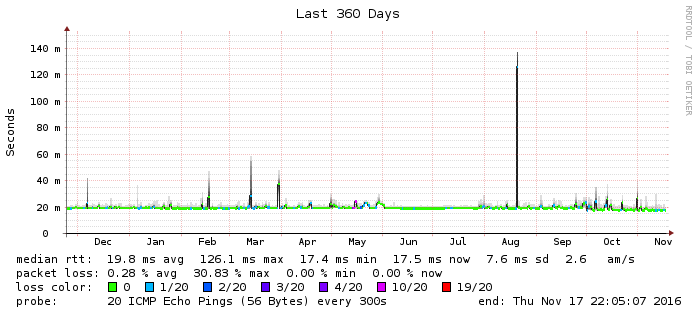 Last 360 Days
RRDTOOL / TOBI OETIKER
Seconds
140 m
120 m
100 m
80 m
60 m
40 m
20 m
0
Dec Jan Feb Mar Apr May Jun Jul Aug Sep Oct Nov
median rtt: 19.8 ms avg 126.1 ms max 17.4 ms min 17.5 ms now 7.6 ms sd 2.6 am/s
packet loss: 0.28 % avg 30.83 % max 0.00 % min 0.00 % now
loss color: 0 1/20 2/20 3/20 4/20 10/20 19/20
probe: 20 ICMP Echo Pings (56 Bytes) every 300s end: Thu Nov 17 22:05:07 2016